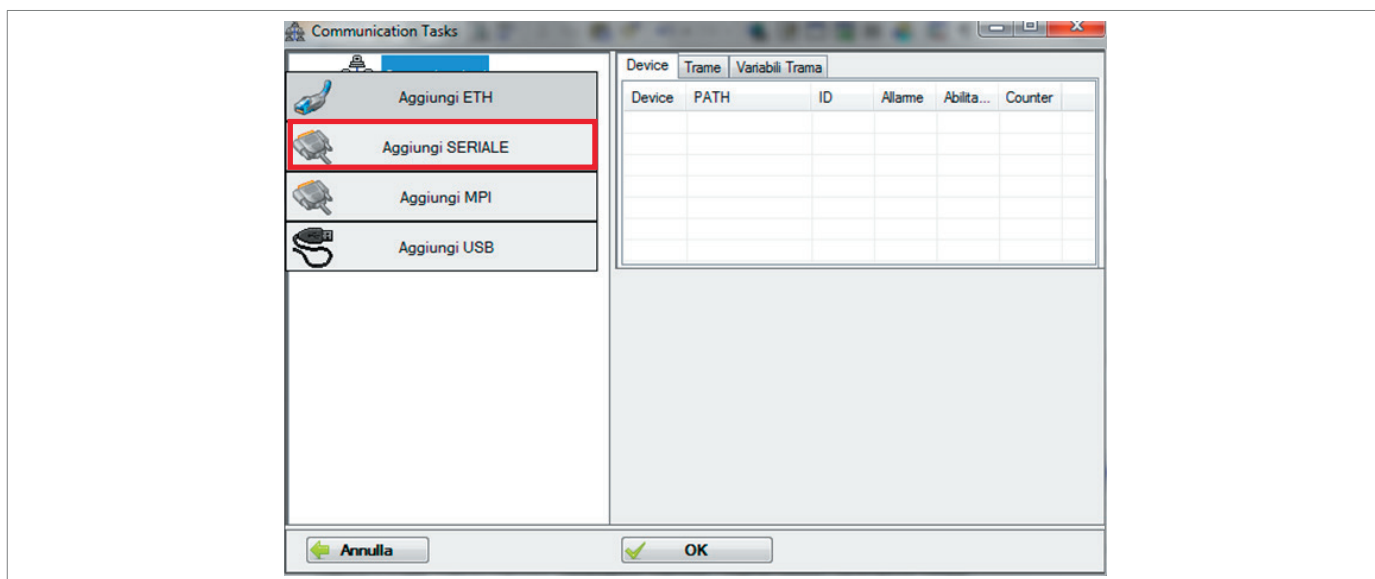 Communication Tasks
Aggiungi ETH
Aggiungi SERIALE
Aggiungi MPI
Aggiungi USB
Device Trame Variabili Trama
Device PATH ID Allarme Abilita... Counter
Annulla OK